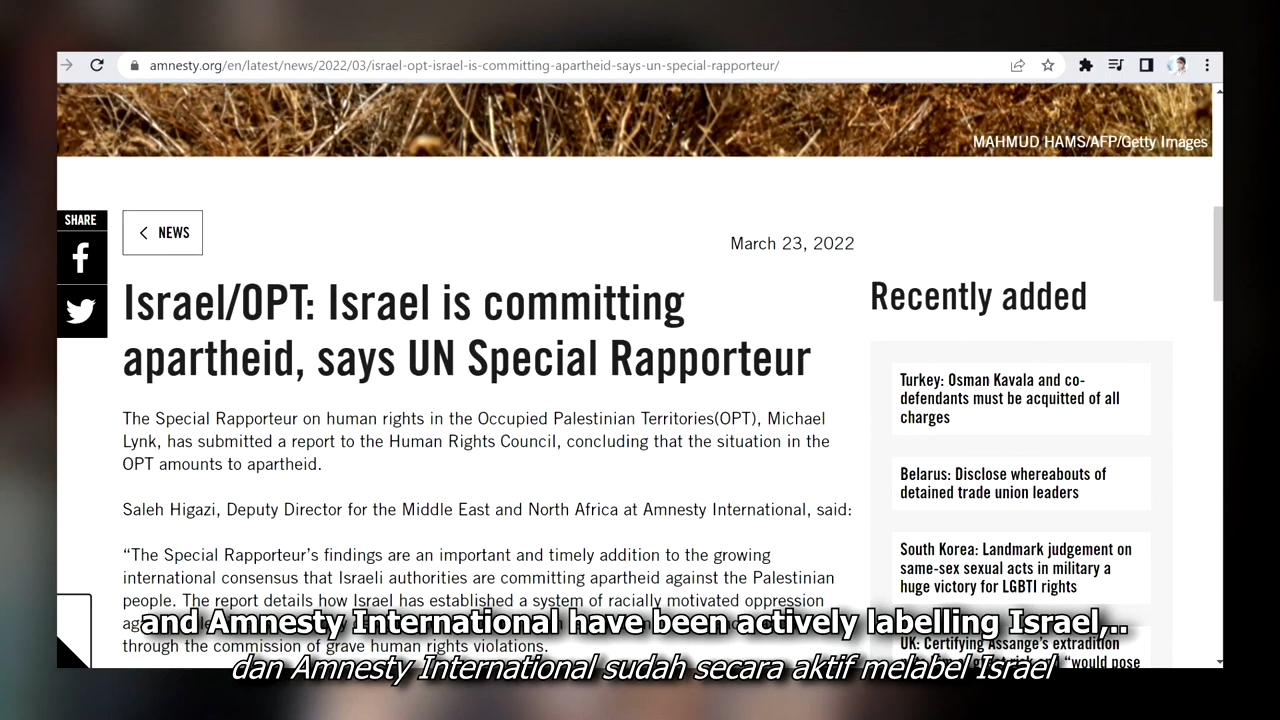 amnesty.org/en/latest/news/2022/03/israel-opt-israel-is-committing-apartheid-says-un-special-rapporteur/
MAHMUD HAMS/AFP/Getty Images
SHARE
NEWS
March 23, 2022
Israel/OPT: Israel is committing
apartheid, says UN Special Rapporteur
The Special Rapporteur on human rights in the Occupied Palestinian Territories(OPT), Michael
Lynk, has submitted a report to the Human Rights Council, concluding that the situation in the
OPT amounts to apartheid.
Saleh Higazi, Deputy Director for the Middle East and North Africa at Amnesty International, said:
“The Special Rapporteur’s findings are an important and timely addition to the growing
international consensus that Israeli authorities are committing apartheid against the Palestinian
people. The report details how Israel has established a system of racially motivated oppression
through the commission of grave human rights violations.
Recently added
Turkey: Osman Kavala and co-
defendants must be acquitted of all
charges
Belarus: Disclose whereabouts of
detained trade union leaders
South Korea: Landmark judgement on
same-sex sexual acts in military a
huge victory for LGBTI rights
UK: Certifying Assange’s extradition
“would pose
and Amnesty International have been actively labelling Israel,..
dan Amnesty International sudah secara aktif melabel Israel